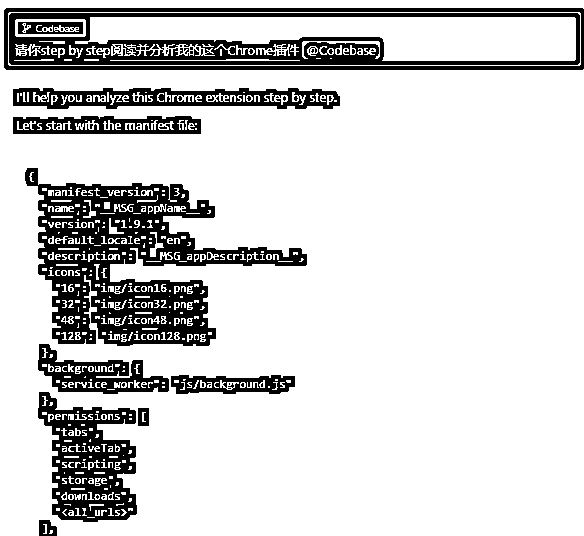 Codebase
请你step by step阅读并分析我的这个Chrome插件 @Codebase
I'll help you analyze this Chrome extension step by step.
Let's start with the manifest file:
{
"manifest_version": 3,
"name": "__MSG_appName__",
"version": "1.9.1",
"default_locale": "en",
"description": "__MSG_appDescription__",
"icons": {
"16": "img/icon16.png",
"32": "img/icon32.png",
"48": "img/icon48.png",
"128": "img/icon128.png"
},
"background": {
"service_worker": "js/background.js"
},
"permissions": [
"tabs",
"activeTab",
"scripting",
"storage",
"downloads",
"<all_urls>"
],